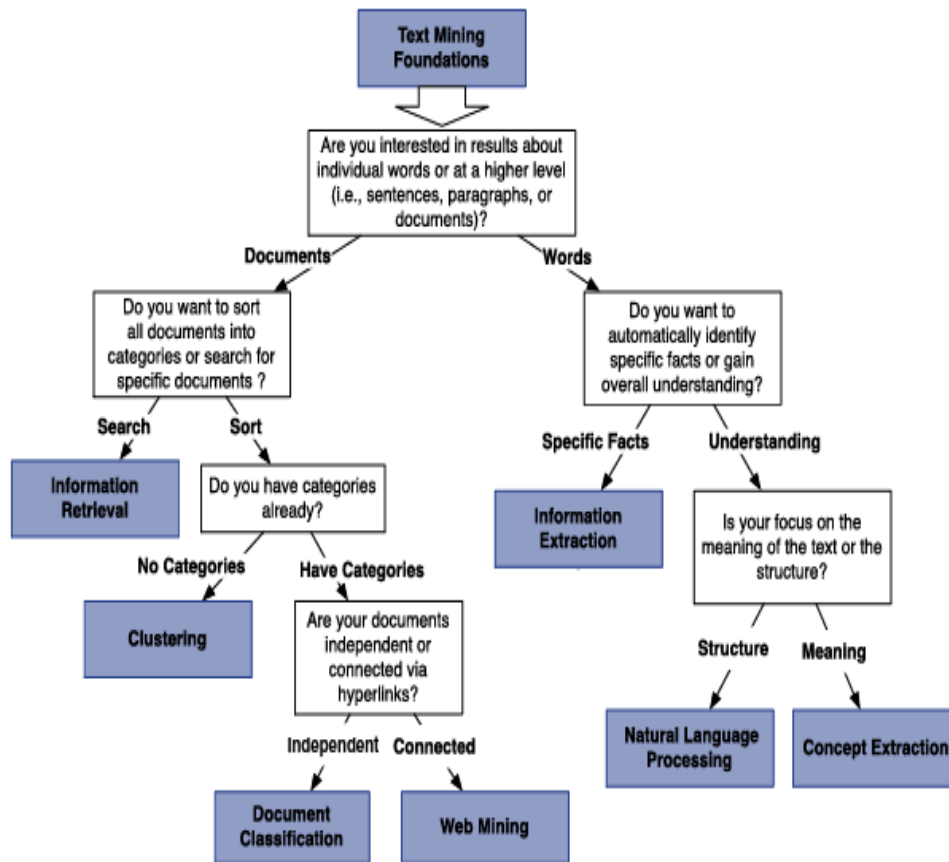 Text Mining
Foundations
Are you interested in results about
individual words or at a higher level
(i.e., sentences, paragraphs, or
documents)?
Documents
Words
Do you want to sort
all documents into
categories or search for
specific documents ?
Do you want to
automatically identify
specific facts or gain
overall understanding?
Search
Sort
Specific Facts
Understanding
Information
Retrieval
Do you have categories
already?
Information
Extraction
Is your focus on the
meaning of the text or the
structure?
No Categories
Have Categories
Clustering
Are your documents
independent or
connected via
hyperlinks?
Structure
Meaning
Natural Language
Processing
Concept Extraction
Independent
Connected
Document
Classification
Web Mining